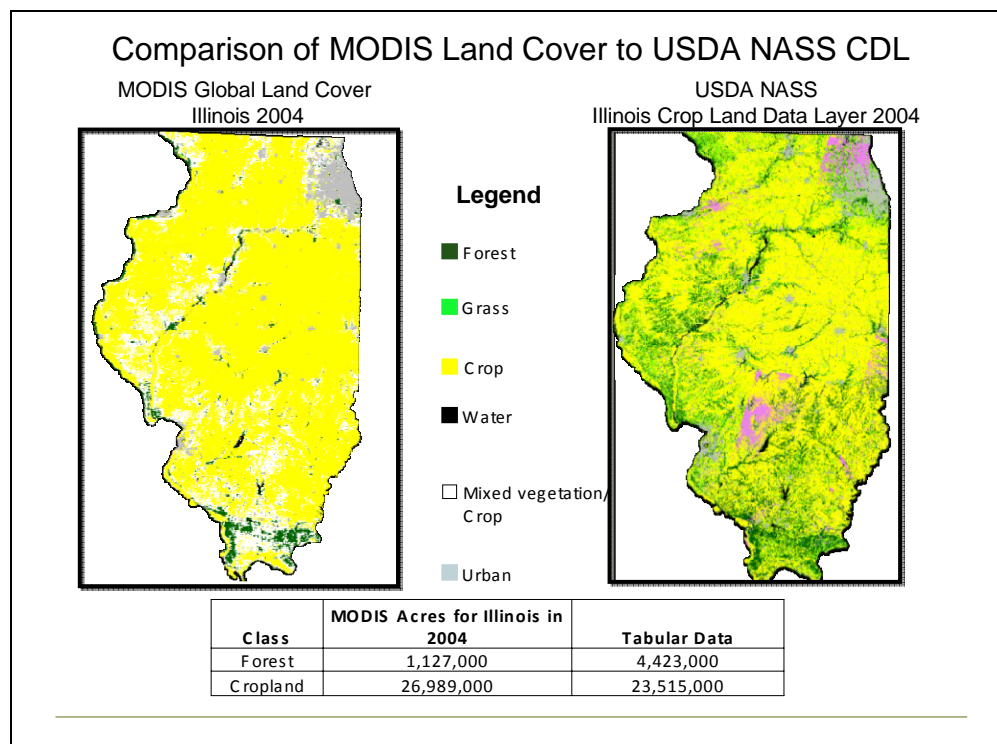 Comparison of MODIS Land Cover to USDA NASS CDL
MODIS Global Land Cover
Illinois 2004
USDA NASS
Illinois Crop Land Data Layer 2004
Legend
Forest
Grass
Crop
Water
Mixed vegetation/
Crop
Urban
Class | MODIS Acres for Illinois in 2004 | Tabular Data
Forest | 1,127,000 | 4,423,000
Cropland | 26,989,000 | 23,515,000